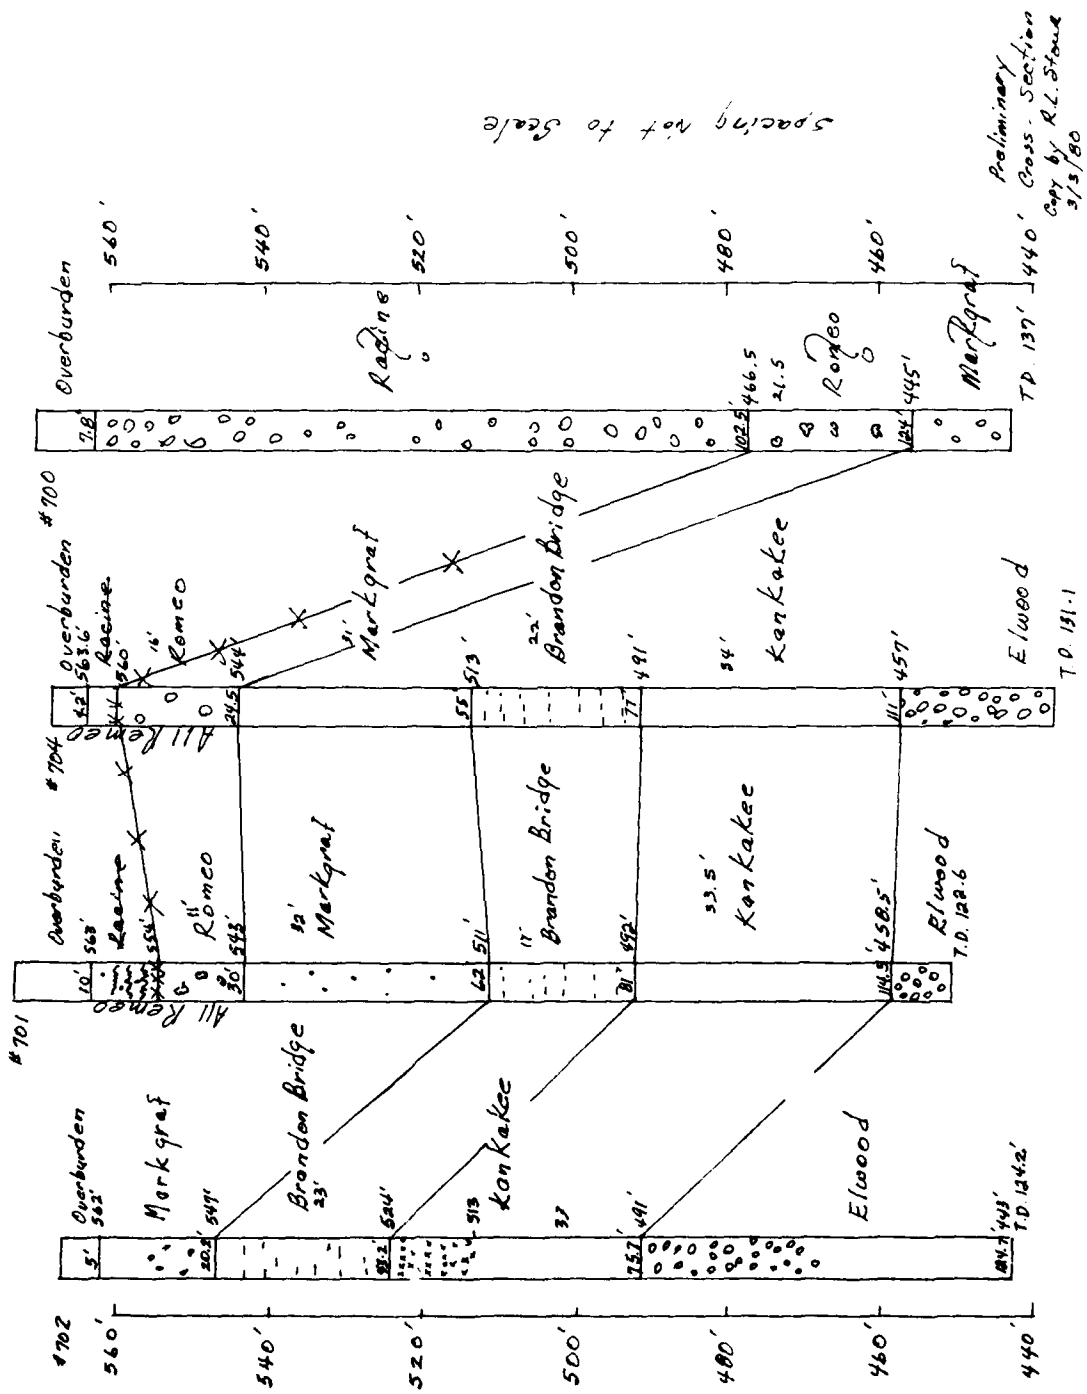 #702
560'
540'
520'
500'
480'
460'
440'
5'
20.2'
75.7'
Overburden
562'
Markgraf
547'
Brandon Bridge
23'
524'
513
Kankakee
33
491'
Elwood
443'
T.D. 124.2'
#701
10'
30'
62'
81'
114.5'
All Romeo
Overburden
563'
Racine
554'
11'
Romeo
543'
32'
Markgraf
511'
17'
Brandon Bridge
492'
33.5'
Kankakee
458.5'
Elwood
T.D. 122.6
#704
4.2'
24.5'
55'
77'
111'
All Romeo
Overburden
563.6'
Racine
560'
16'
Romeo
544'
31'
Markgraf
513'
22'
Brandon Bridge
491'
34'
Kankakee
457'
Elwood
T.D. 131.1
#700
7.8'
102.5'
124'
Overburden
Racine
466.5
21.5
Romeo
445'
Markgraf
T.D. 137'
560'
540'
520'
500'
480'
460'
440'
Spacing Not to Scale
Preliminary
Cross-Section
Copy by R.L. Stone
3/3/80